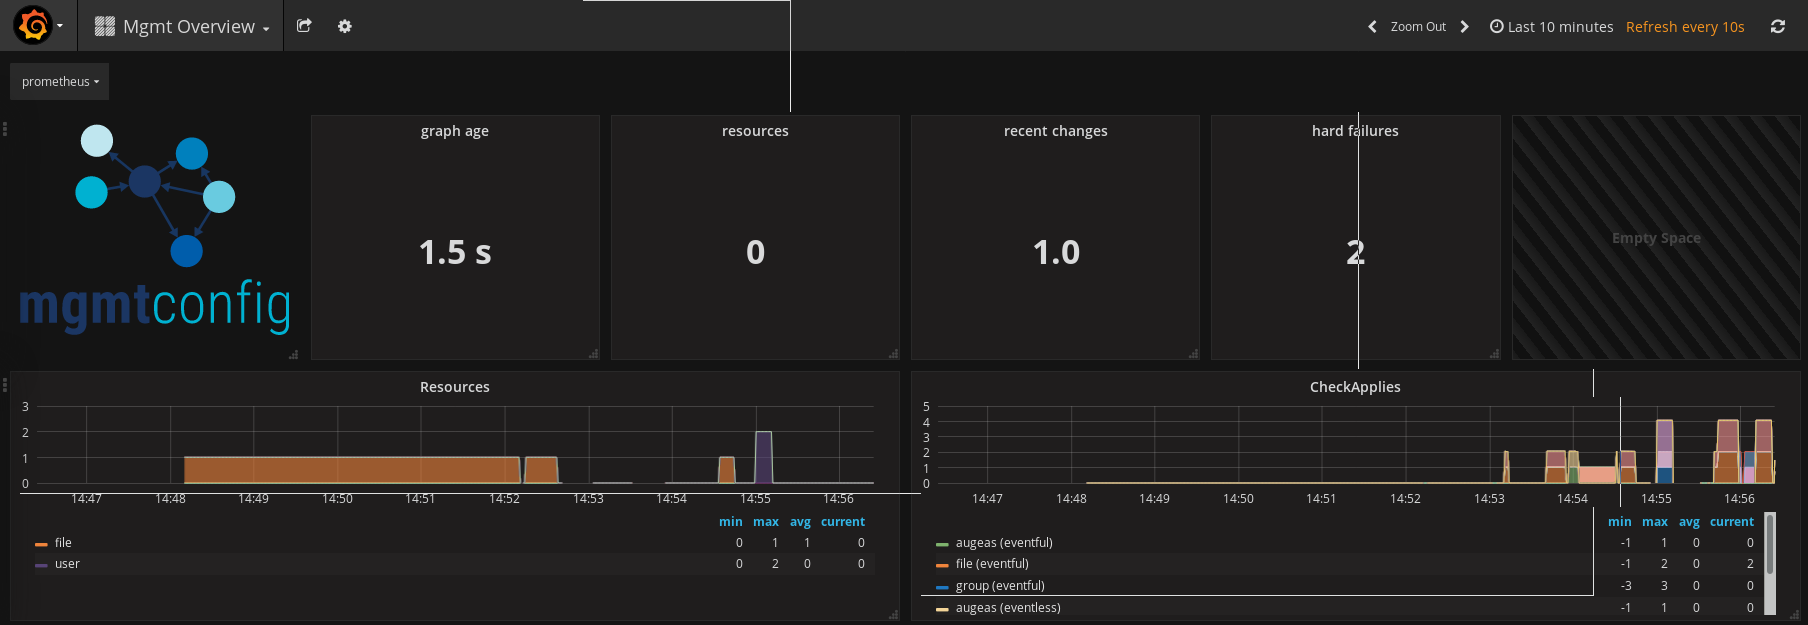 Mgmt Overview
Zoom Out
Last 10 minutes
Refresh every 10s
prometheus
mgmtconfig
graph age
1.5 s
resources
0
recent changes
1.0
hard failures
2
Empty Space
Resources
3
2
1
0
14:47 14:48 14:49 14:50 14:51 14:52 14:53 14:54 14:55 14:56
min max avg current
file 0 1 1 0
user 0 2 0 0
CheckApplies
5
4
3
2
1
0
14:47 14:48 14:49 14:50 14:51 14:52 14:53 14:54 14:55 14:56
min max avg current
augeas (eventful) -1 1 0 0
file (eventful) -1 2 0 2
group (eventful) -3 3 0 0
augeas (eventless) -1 1 0 0